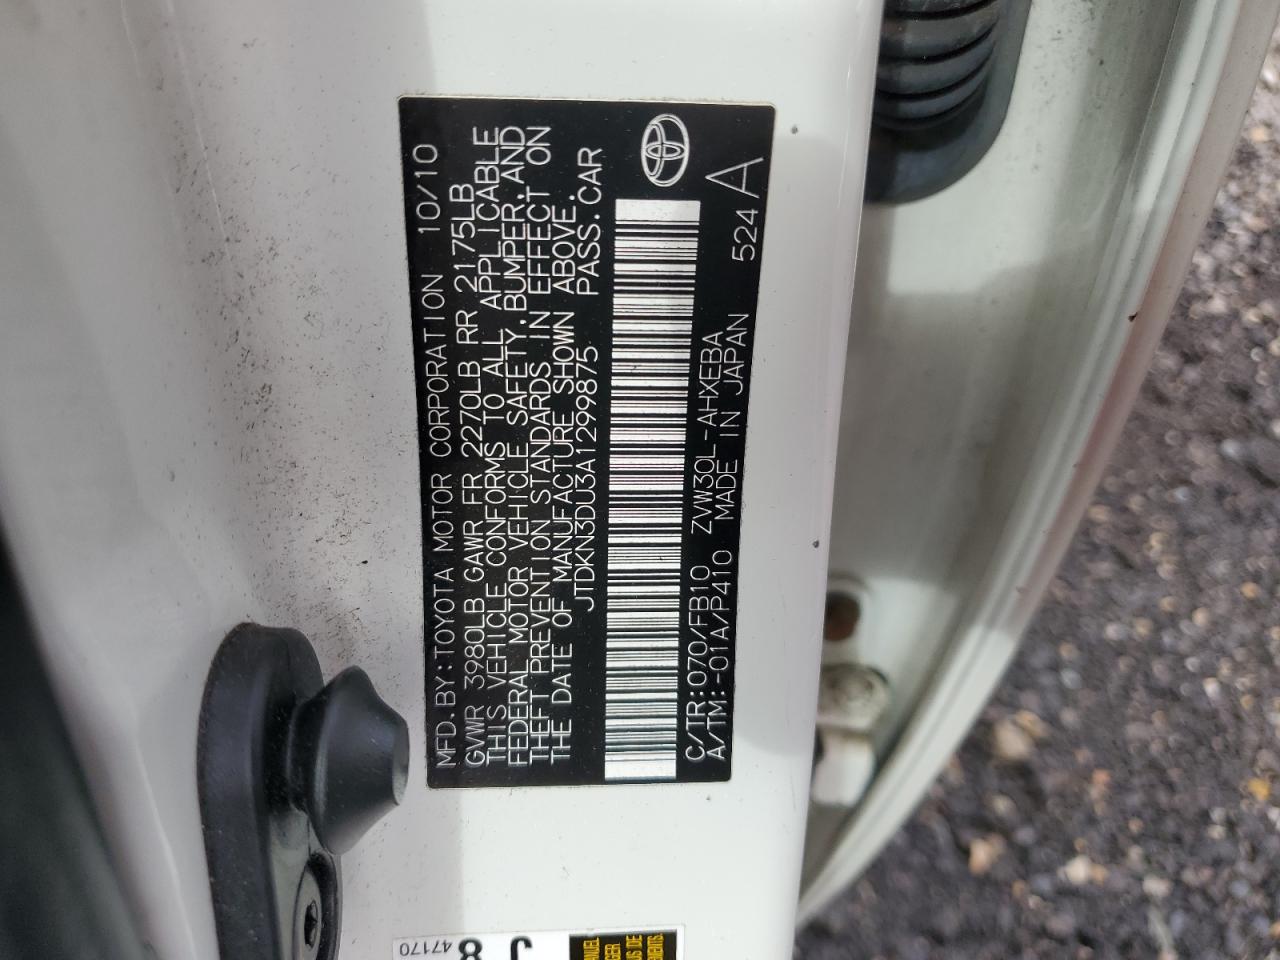 MFD. BY: TOYOTA MOTOR CORPORATION 10/10
GVWR 3980LB GAWR FR 2270LB RR 2175LB
THIS VEHICLE CONFORMS TO ALL APPLICABLE
FEDERAL MOTOR VEHICLE SAFETY, BUMPER, AND
THEFT PREVENTION STANDARDS IN EFFECT ON
THE DATE OF MANUFACTURE SHOWN ABOVE.
JTDKN3DU3A1299875 PASS. CAR
C/TR: 070/FB10 ZVW30L-AHXEBA 524
A/TM: -01A/P410 MADE IN JAPAN A
J
8
47170